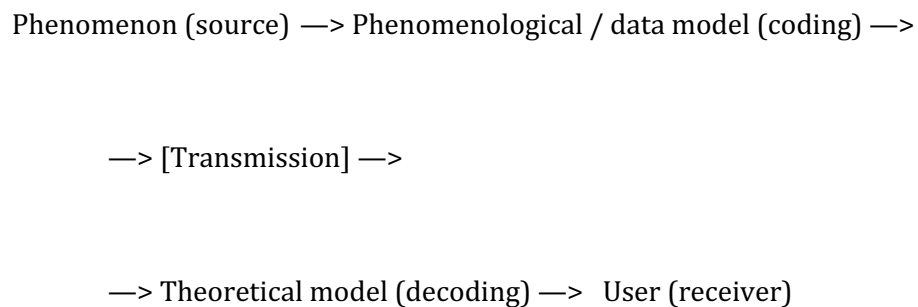 Phenomenon (source) —> Phenomenological / data model (coding) —>
—> [Transmission] —>
—> Theoretical model (decoding) —> User (receiver)